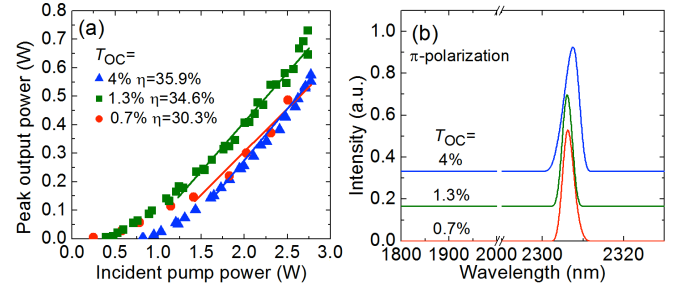 (a)
T_OC=
4% η=35.9%
1.3% η=34.6%
0.7% η=30.3%
Peak output power (W)
0.8
0.7
0.6
0.5
0.4
0.3
0.2
0.1
0.0
0.0 0.5 1.0 1.5 2.0 2.5 3.0
Incident pump power (W)
(b)
π-polarization
T_OC=
4%
1.3%
0.7%
Intensity (a.u.)
1.0
0.8
0.6
0.4
0.2
0.0
1800 1900 2000 2300 2320
Wavelength (nm)